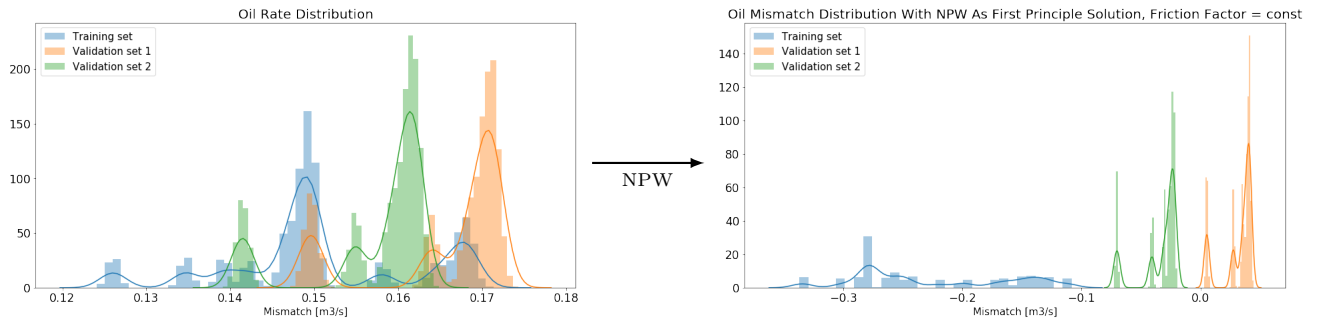 Oil Rate Distribution
Training set
Validation set 1
Validation set 2
200
150
100
50
0
0.12 0.13 0.14 0.15 0.16 0.17 0.18
Mismatch [m3/s]
NPW
Oil Mismatch Distribution With NPW As First Principle Solution, Friction Factor = const
Training set
Validation set 1
Validation set 2
140
120
100
80
60
40
20
0
−0.3 −0.2 −0.1 0.0
Mismatch [m3/s]